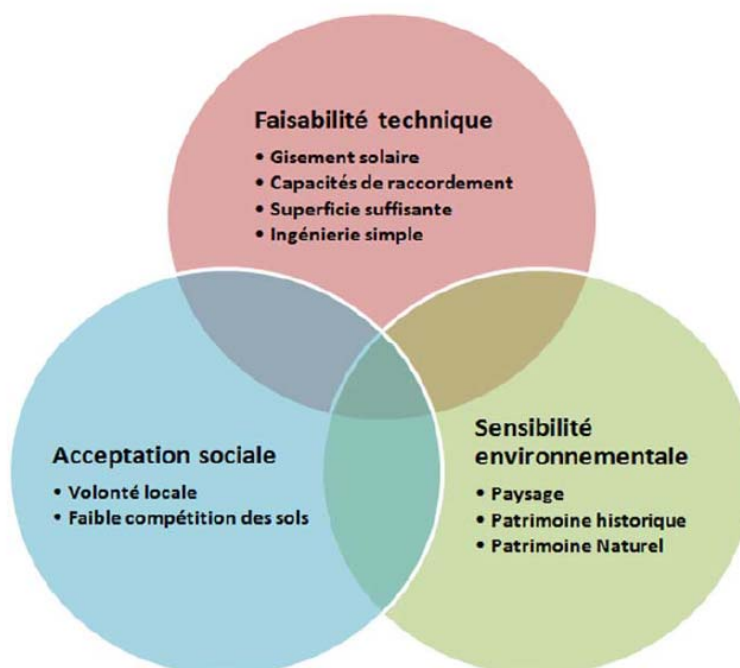 Faisabilité technique
• Gisement solaire
• Capacités de raccordement
• Superficie suffisante
• Ingénierie simple
Acceptation sociale
• Volonté locale
• Faible compétition des sols
Sensibilité
environnementale
• Paysage
• Patrimoine historique
• Patrimoine Naturel